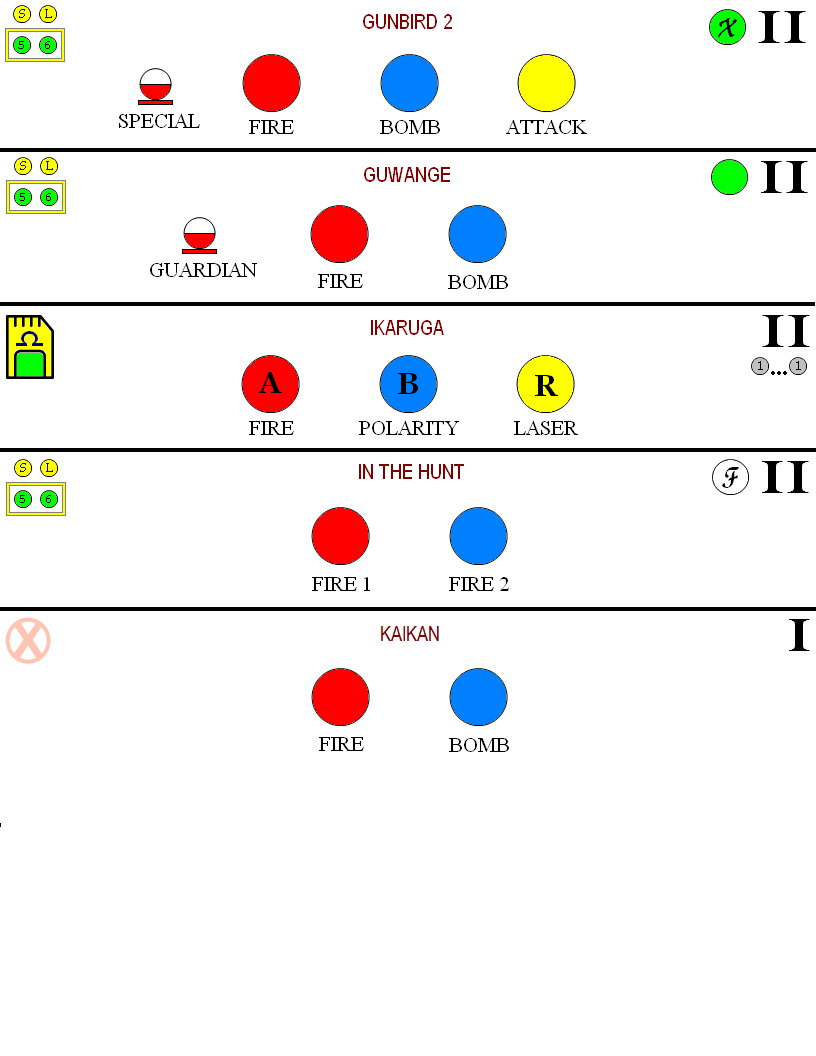 S L
GUNBIRD 2
X II
5 6
SPECIAL FIRE BOMB ATTACK
S L
GUWANGE
II
5 6
GUARDIAN FIRE BOMB
IKARUGA
II
Ω
1...1
A B R
FIRE POLARITY LASER
S L
IN THE HUNT
F II
5 6
FIRE 1 FIRE 2
X
KAIKAN
I
FIRE BOMB